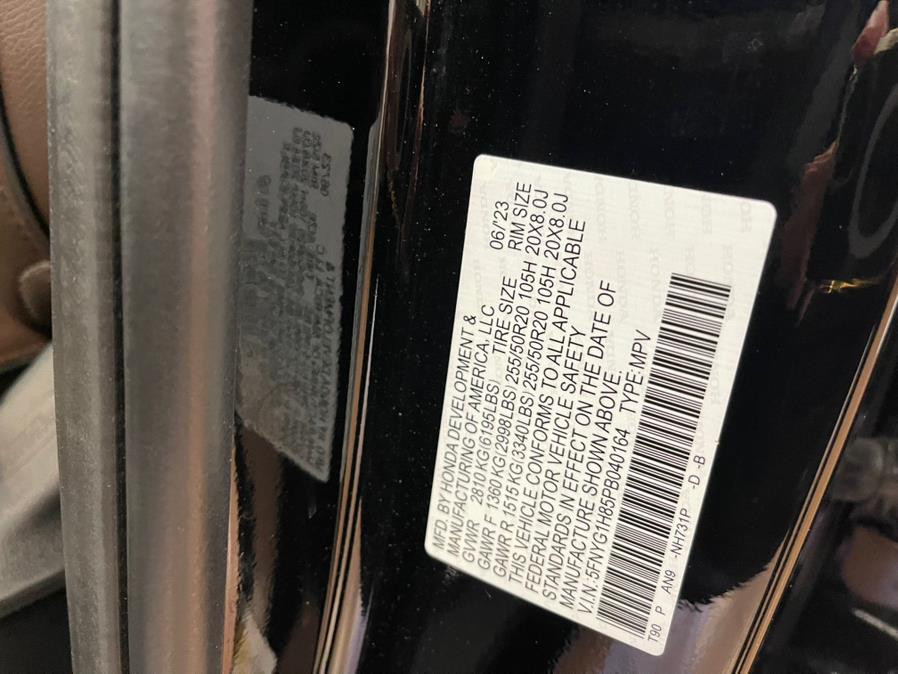 MFD. BY HONDA DEVELOPMENT &
MANUFACTURING OF AMERICA, LLC 06/'23
GVWR 2810 KG(6195LBS) TIRE SIZE RIM SIZE
GAWR F 1360 KG(2998LBS) 255/50R20 105H 20X8.0J
GAWR R 1515 KG(3340LBS) 255/50R20 105H 20X8.0J
THIS VEHICLE CONFORMS TO ALL APPLICABLE
FEDERAL MOTOR VEHICLE SAFETY
STANDARDS IN EFFECT ON THE DATE OF
MANUFACTURE SHOWN ABOVE.
V.I.N.:5FNYG1H85PB040164 TYPE:MPV
T90 P AN9 -NH731P -D -B